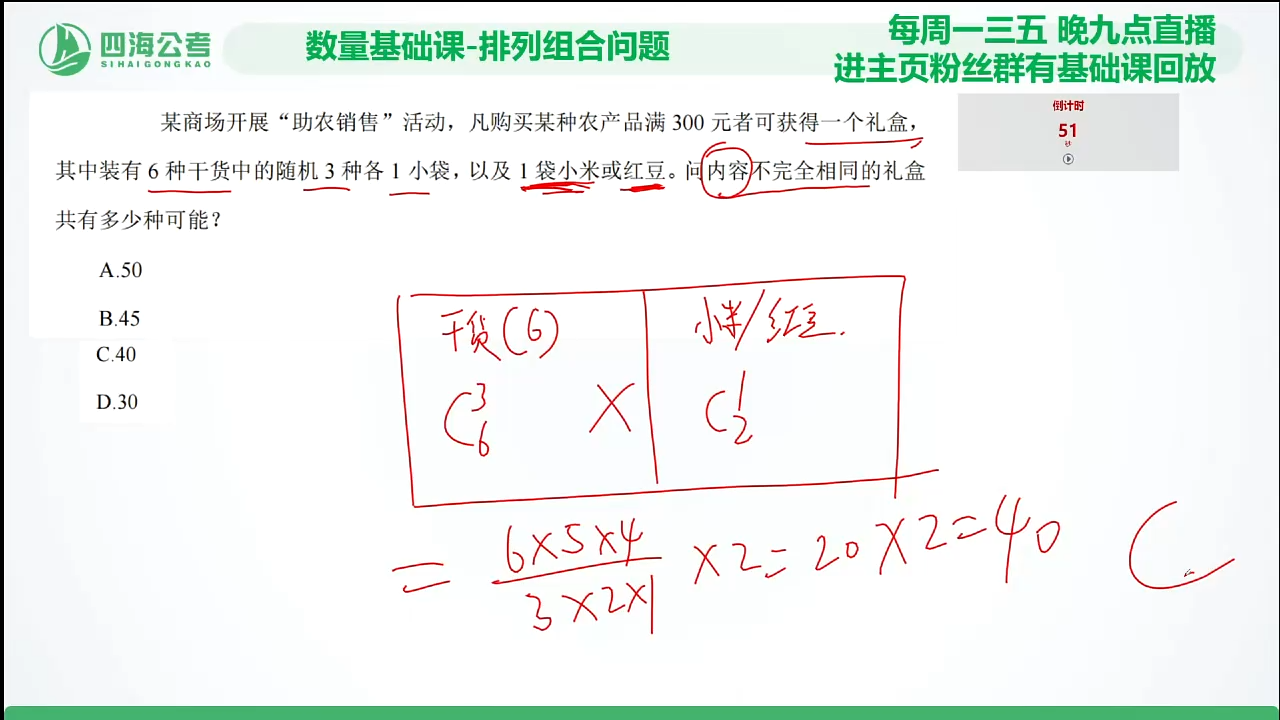 四海公考
SIHAIGONGKAO
数量基础课-排列组合问题
每周一三五 晚九点直播
进主页粉丝群有基础课回放
倒计时
51
秒
某商场开展“助农销售”活动，凡购买某种农产品满 300 元者可获得一个礼盒，
其中装有 6 种干货中的随机 3 种各 1 小袋，以及 1 袋小米或红豆。问内容不完全相同的礼盒
共有多少种可能？
A.50
B.45
C.40
D.30
干货(6) 小米/红豆.
C₆³ × C₂¹
= 6×5×4 / 3×2×1 ×2= 20×2=40 C